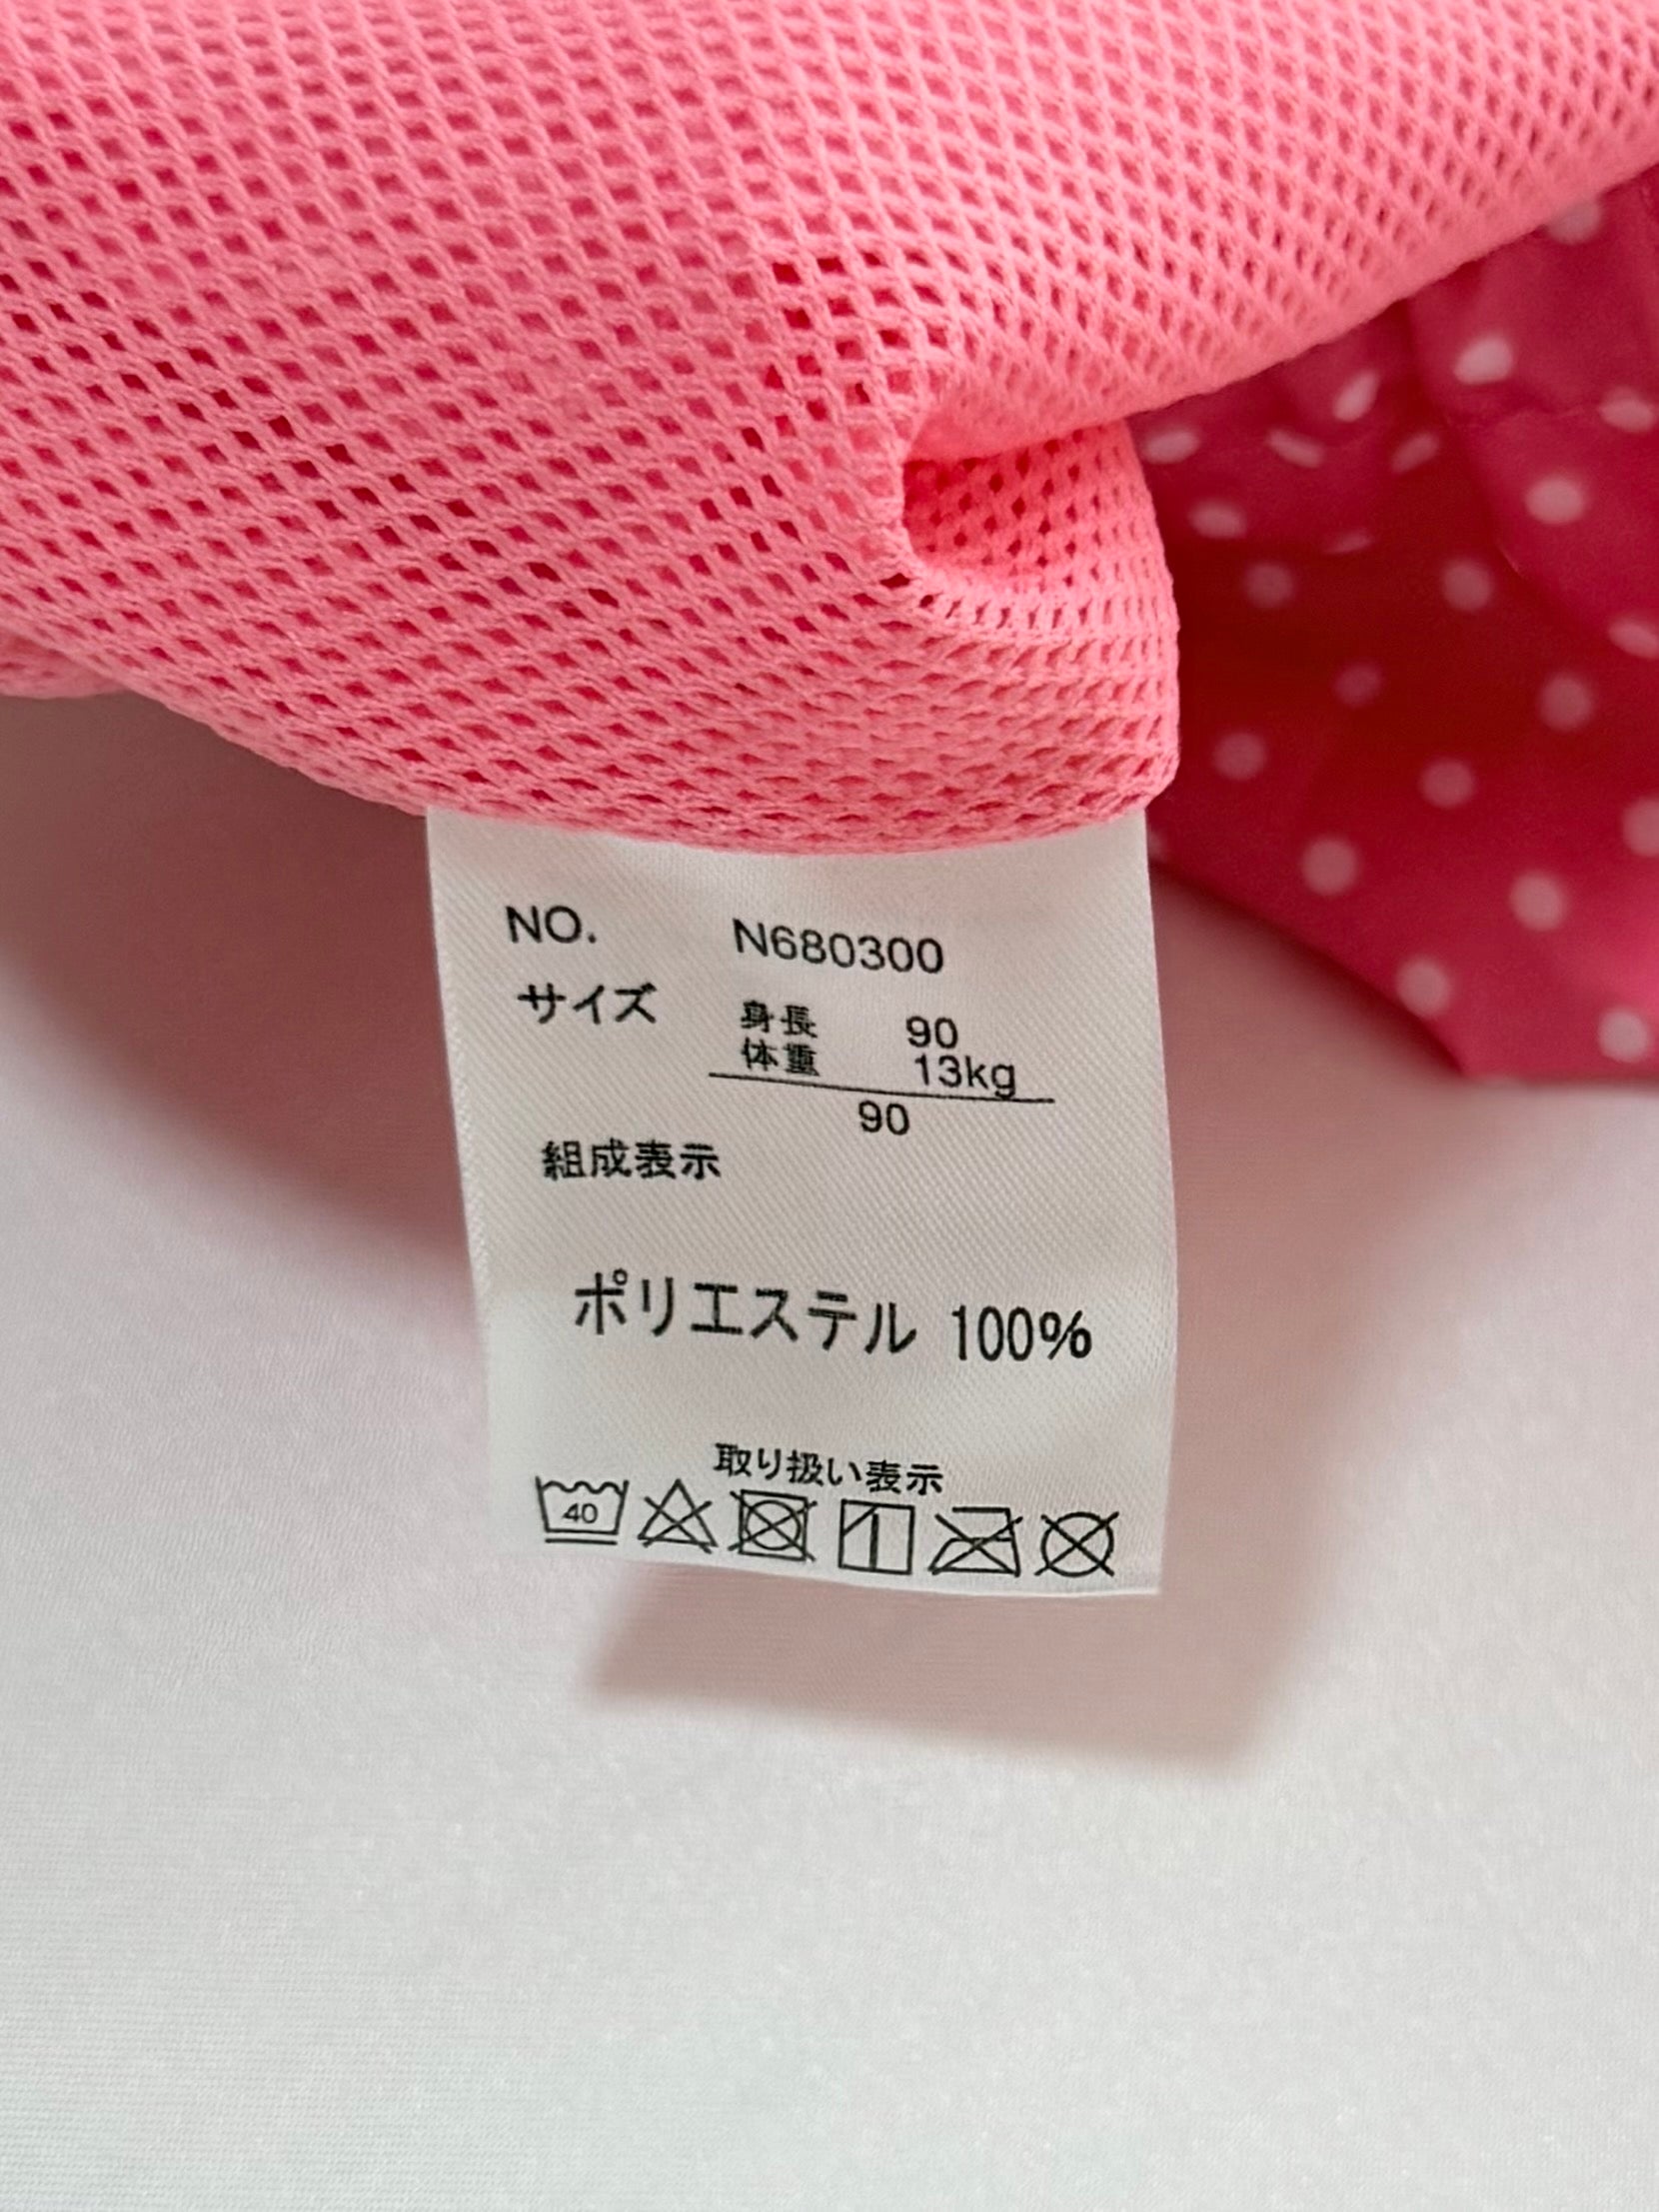 NO. N680300
サイズ 身長 90
体重 13kg
90
組成表示
ポリエステル 100%
取り扱い表示
40